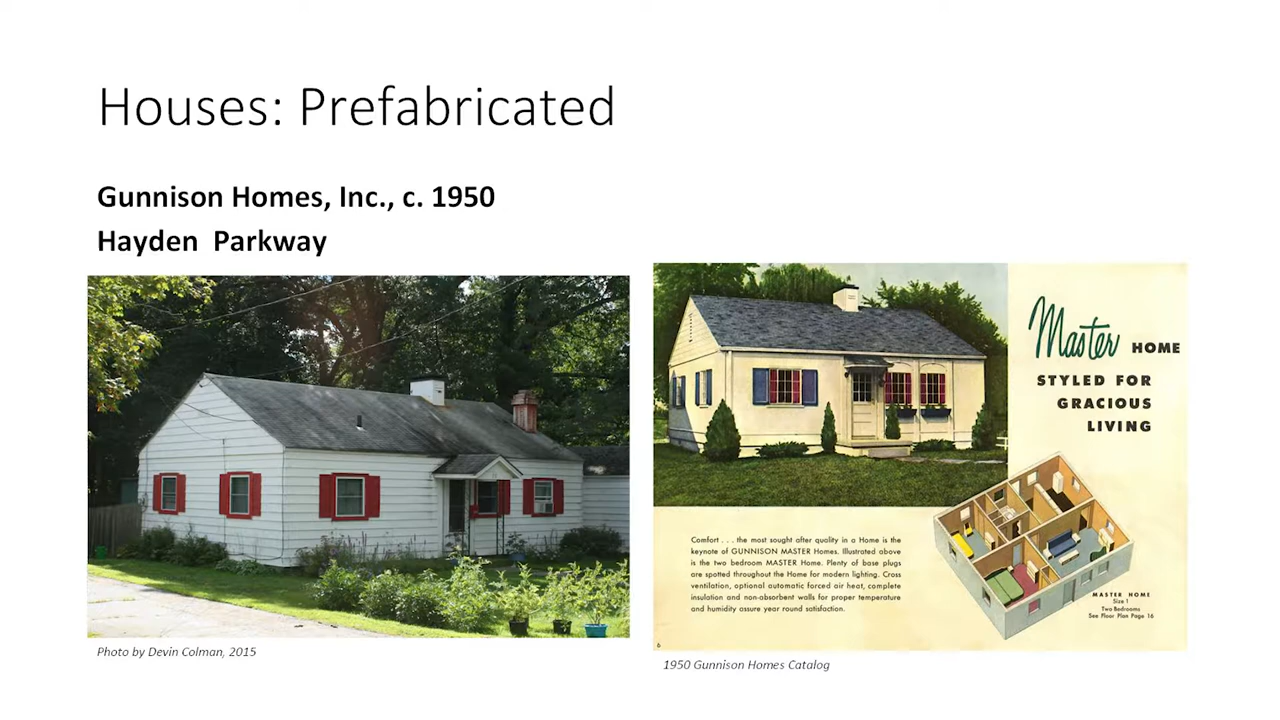 Houses: Prefabricated
Gunnison Homes, Inc., c. 1950
Hayden Parkway
Master HOME
STYLED FOR
GRACIOUS
LIVING
Comfort . . . the most sought after quality in a Home is the
keynote of GUNNISON MASTER Homes. Illustrated above
is the two bedroom MASTER Home. Plenty of base plugs
are spotted throughout the Home for modern lighting. Cross
ventilation, optional automatic forced air heat, complete
insulation and non-absorbent walls for proper temperature
and humidity assure year round satisfaction.
MASTER HOME
Size 1
Two Bedrooms
See Floor Plan Page 16
6
Photo by Devin Colman, 2015
1950 Gunnison Homes Catalog